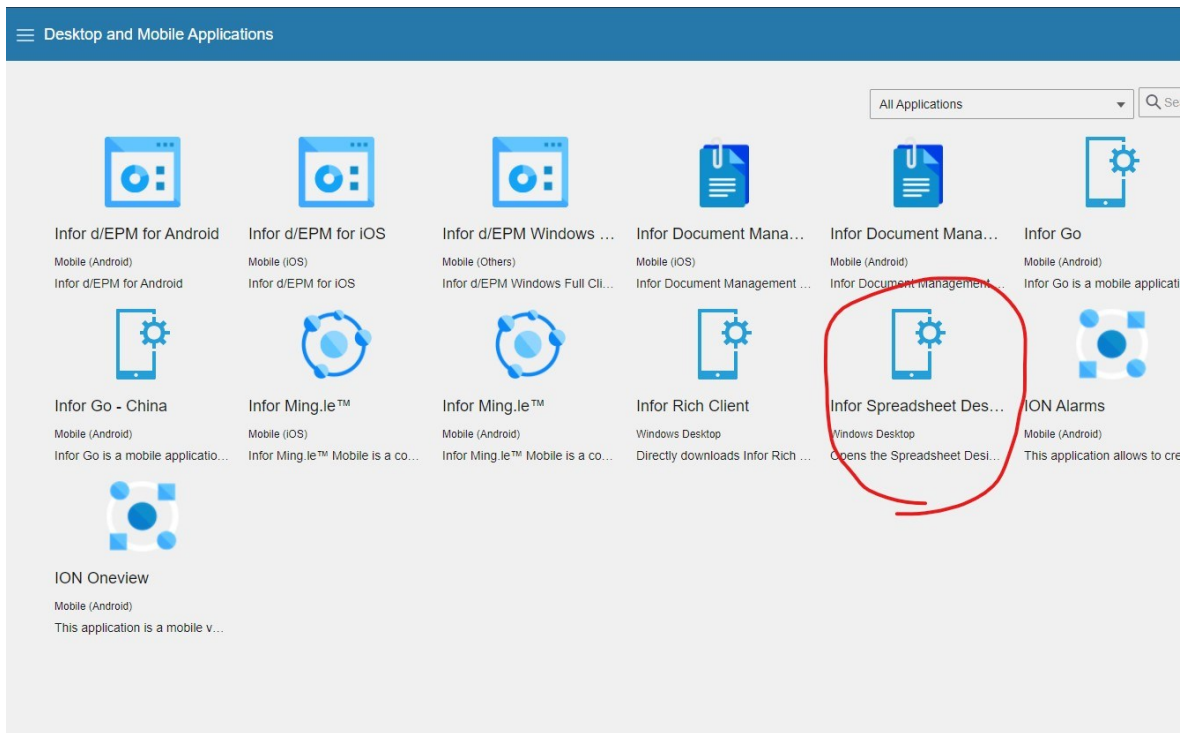 Desktop and Mobile Applications
All Applications
Infor d/EPM for Android
Mobile (Android)
Infor d/EPM for Android
Infor d/EPM for iOS
Mobile (iOS)
Infor d/EPM for iOS
Infor d/EPM Windows ...
Mobile (Others)
Infor d/EPM Windows Full Cli...
Infor Document Mana...
Mobile (iOS)
Infor Document Management ...
Infor Document Mana...
Mobile (Android)
Infor Document Management ...
Infor Go
Mobile (Android)
Infor Go is a mobile applicati
Infor Go - China
Mobile (Android)
Infor Go is a mobile applicatio...
Infor Ming.le™
Mobile (iOS)
Infor Ming.le™ Mobile is a co...
Infor Ming.le™
Mobile (Android)
Infor Ming.le™ Mobile is a co...
Infor Rich Client
Windows Desktop
Directly downloads Infor Rich ...
Infor Spreadsheet Des...
Windows Desktop
Opens the Spreadsheet Desi...
ION Alarms
Mobile (Android)
This application allows to cre
ION Oneview
Mobile (Android)
This application is a mobile v...